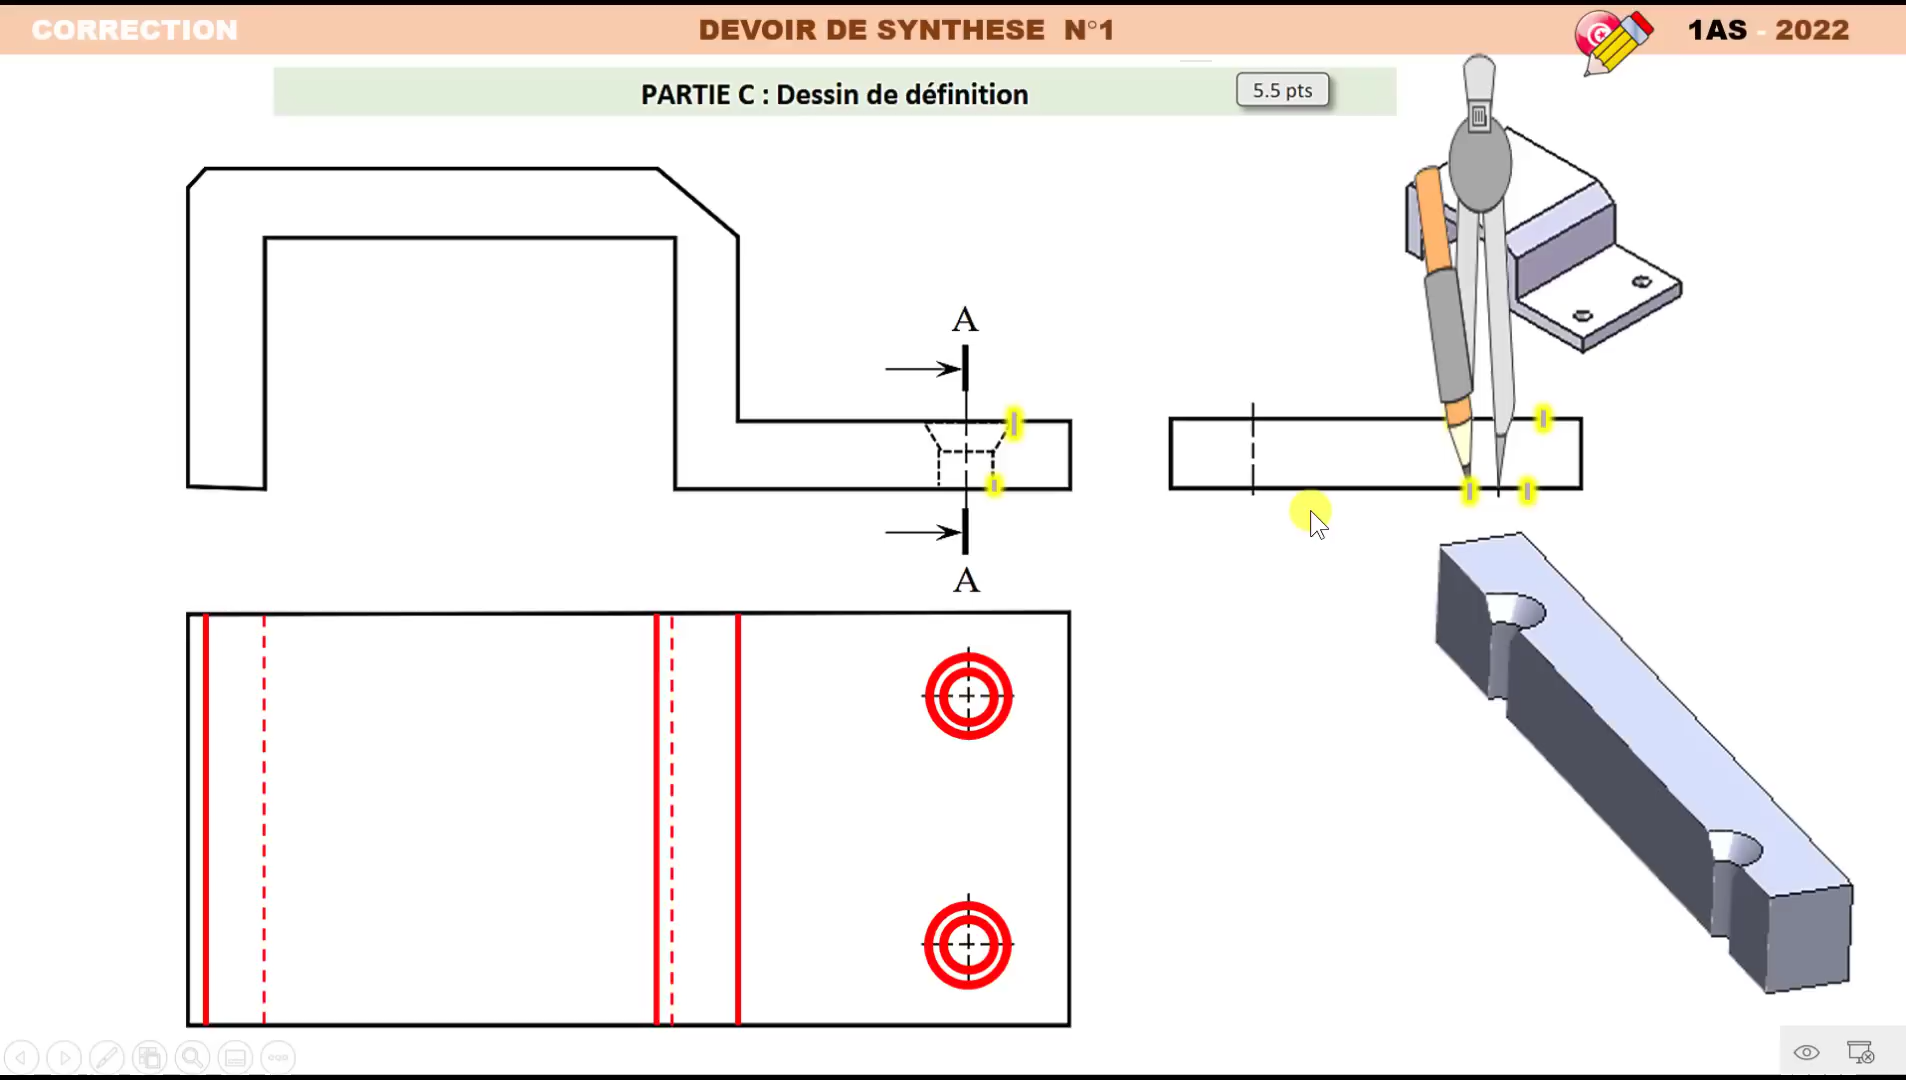 CORRECTION
DEVOIR DE SYNTHESE N°1
1AS - 2022
PARTIE C : Dessin de définition
5.5 pts
A
A